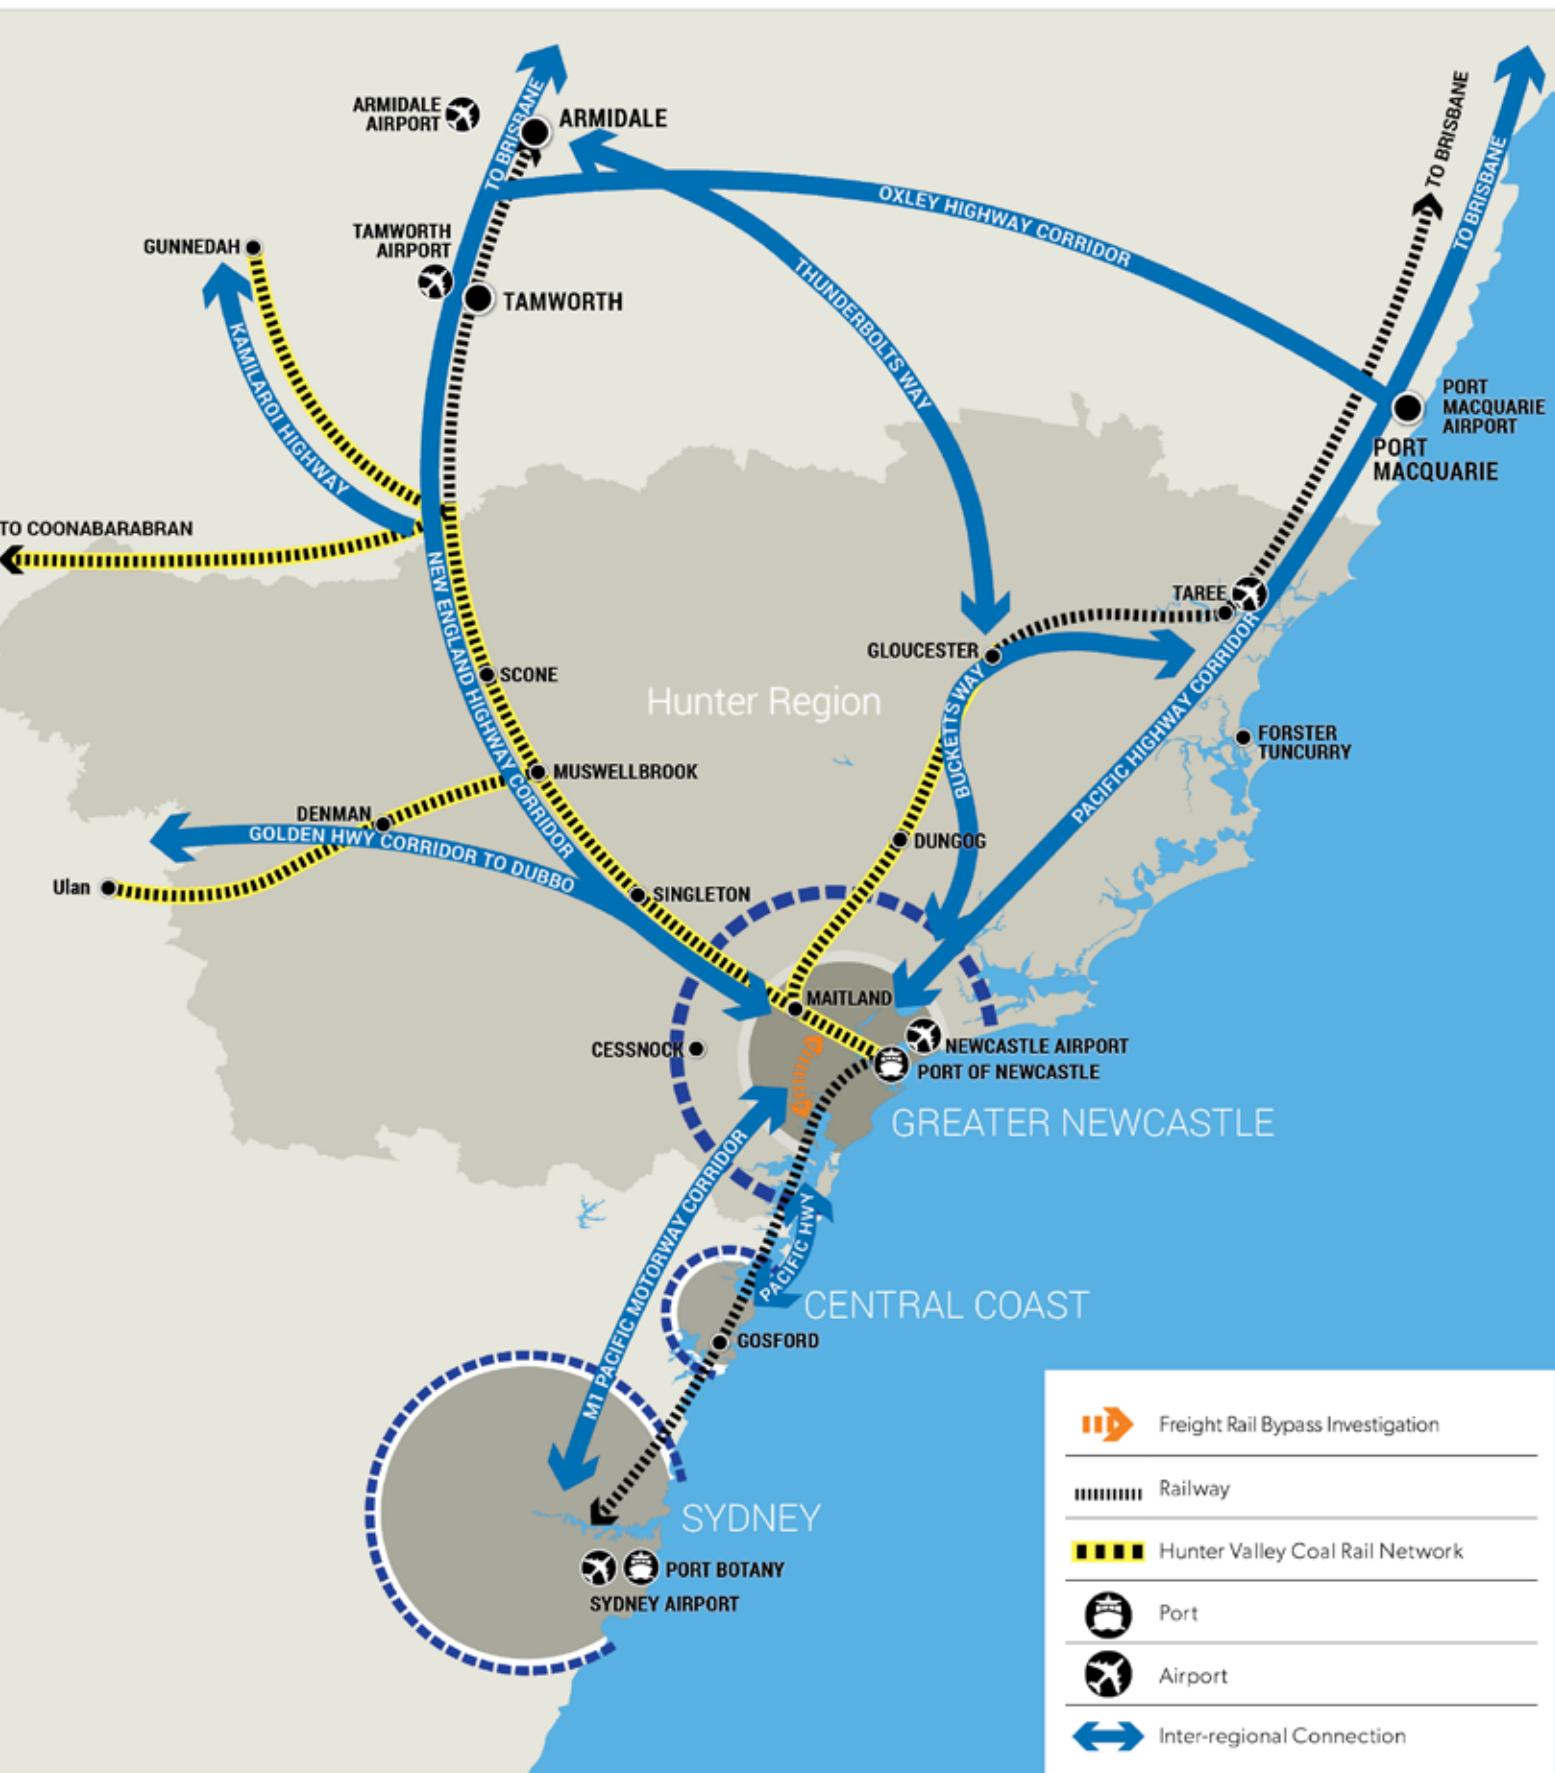 TO BRISBANE
ARMIDALE
AIRPORT
ARMIDALE
TO BRISBANE
TO BRISBANE
OXLEY HIGHWAY CORRIDOR
GUNNEDAH
TAMWORTH
AIRPORT
TAMWORTH
THUNDERBOLTS WAY
KAMILAROI HIGHWAY
PORT
MACQUARIE
AIRPORT
PORT
MACQUARIE
TO COONABARABRAN
NEW ENGLAND HIGHWAY CORRIDOR
TAREE
GLOUCESTER
SCONE
Hunter Region
BUCKETTS WAY
PACIFIC HIGHWAY CORRIDOR
FORSTER
TUNCURRY
MUSWELLBROOK
DENMAN
GOLDEN HWY CORRIDOR TO DUBBO
DUNGOG
Ulan
SINGLETON
MAITLAND
CESSNOCK
NEWCASTLE AIRPORT
PORT OF NEWCASTLE
GREATER NEWCASTLE
M1 PACIFIC MOTORWAY CORRIDOR
PACIFIC HWY
CENTRAL COAST
GOSFORD
SYDNEY
PORT BOTANY
SYDNEY AIRPORT
Freight Rail Bypass Investigation
Railway
Hunter Valley Coal Rail Network
Port
Airport
Inter-regional Connection